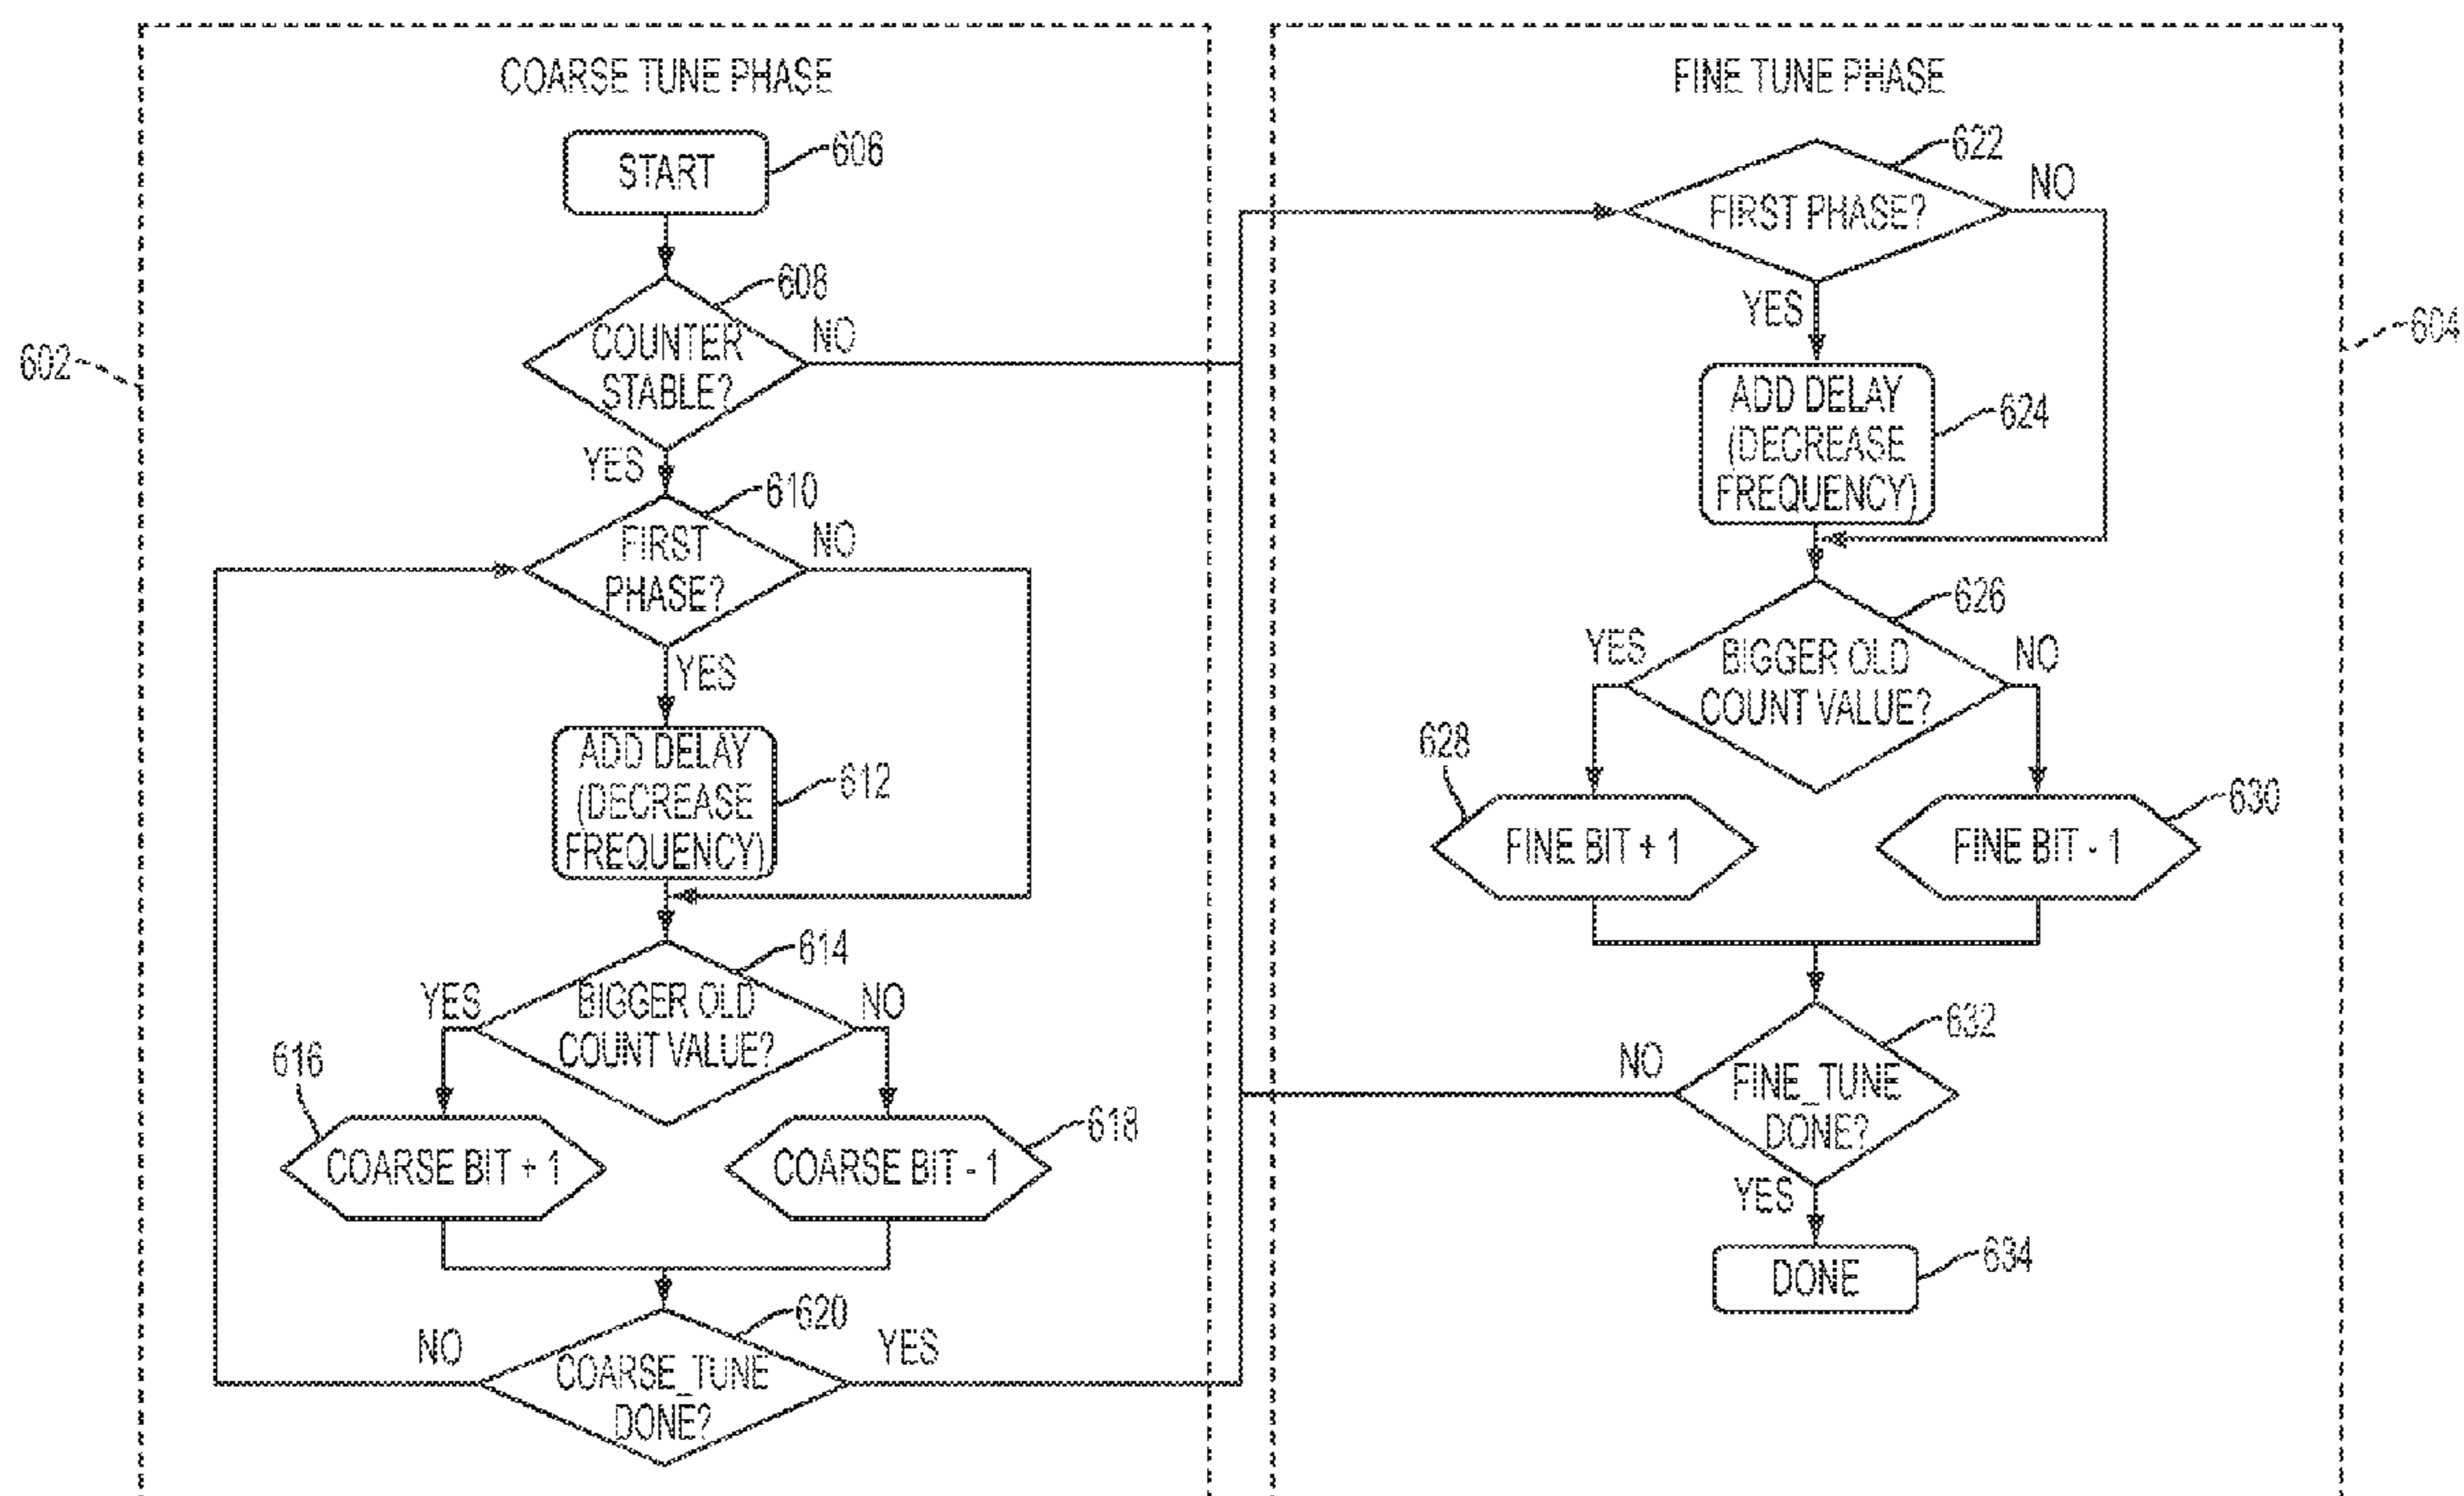 COARSE TUNE PHASE
START
606
608
COUNTER
STABLE?
NO
YES
602
610
FIRST
PHASE?
NO
YES
ADD DELAY
(DECREASE
FREQUENCY)
612
614
YES
BIGGER OLD
COUNT VALUE?
NO
616
COARSE BIT + 1
COARSE BIT - 1
618
620
NO
COARSE_TUNE
DONE?
YES
FINE TUNE PHASE
622
FIRST PHASE?
NO
YES
604
ADD DELAY
(DECREASE
FREQUENCY)
624
626
YES
BIGGER OLD
COUNT VALUE?
NO
628
FINE BIT + 1
FINE BIT - 1
630
632
NO
FINE_TUNE
DONE?
YES
DONE
634